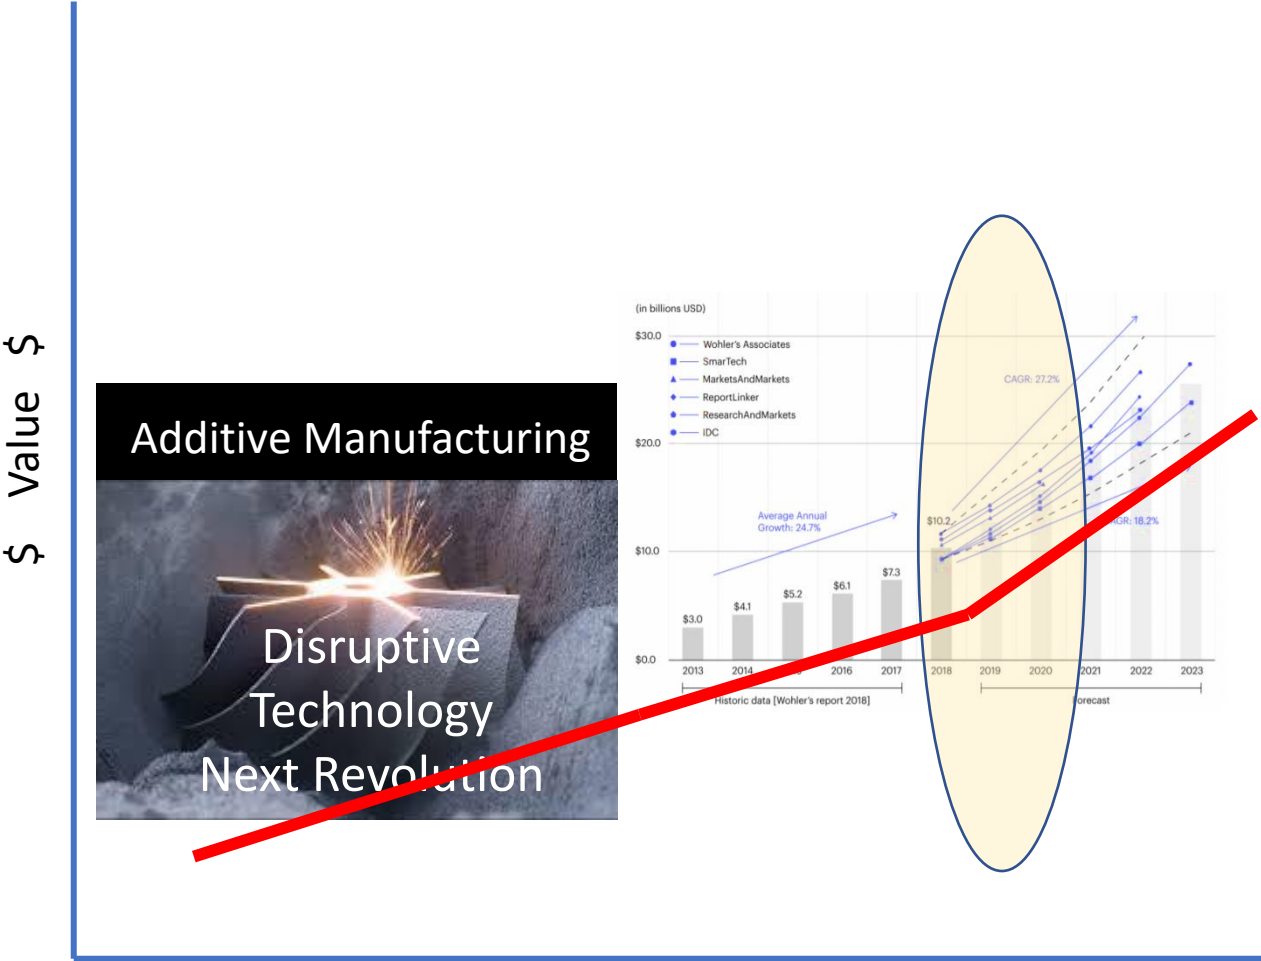 $ Value $
Additive Manufacturing
Disruptive
Technology
Next Revolution
(in billions USD)
$30.0
$20.0
$10.0
$0.0
Wohler's Associates
SmarTech
MarketsAndMarkets
ReportLinker
ResearchAndMarkets
IDC
CAGR: 27.2%
Average Annual
Growth: 24.7%
$10.2
AGR: 18.2%
$3.0
$4.1
$5.2
$6.1
$7.3
2013 2014 2016 2017 2018 2019 2020 2021 2022 2023
Historic data [Wohler's report 2018]
orecast